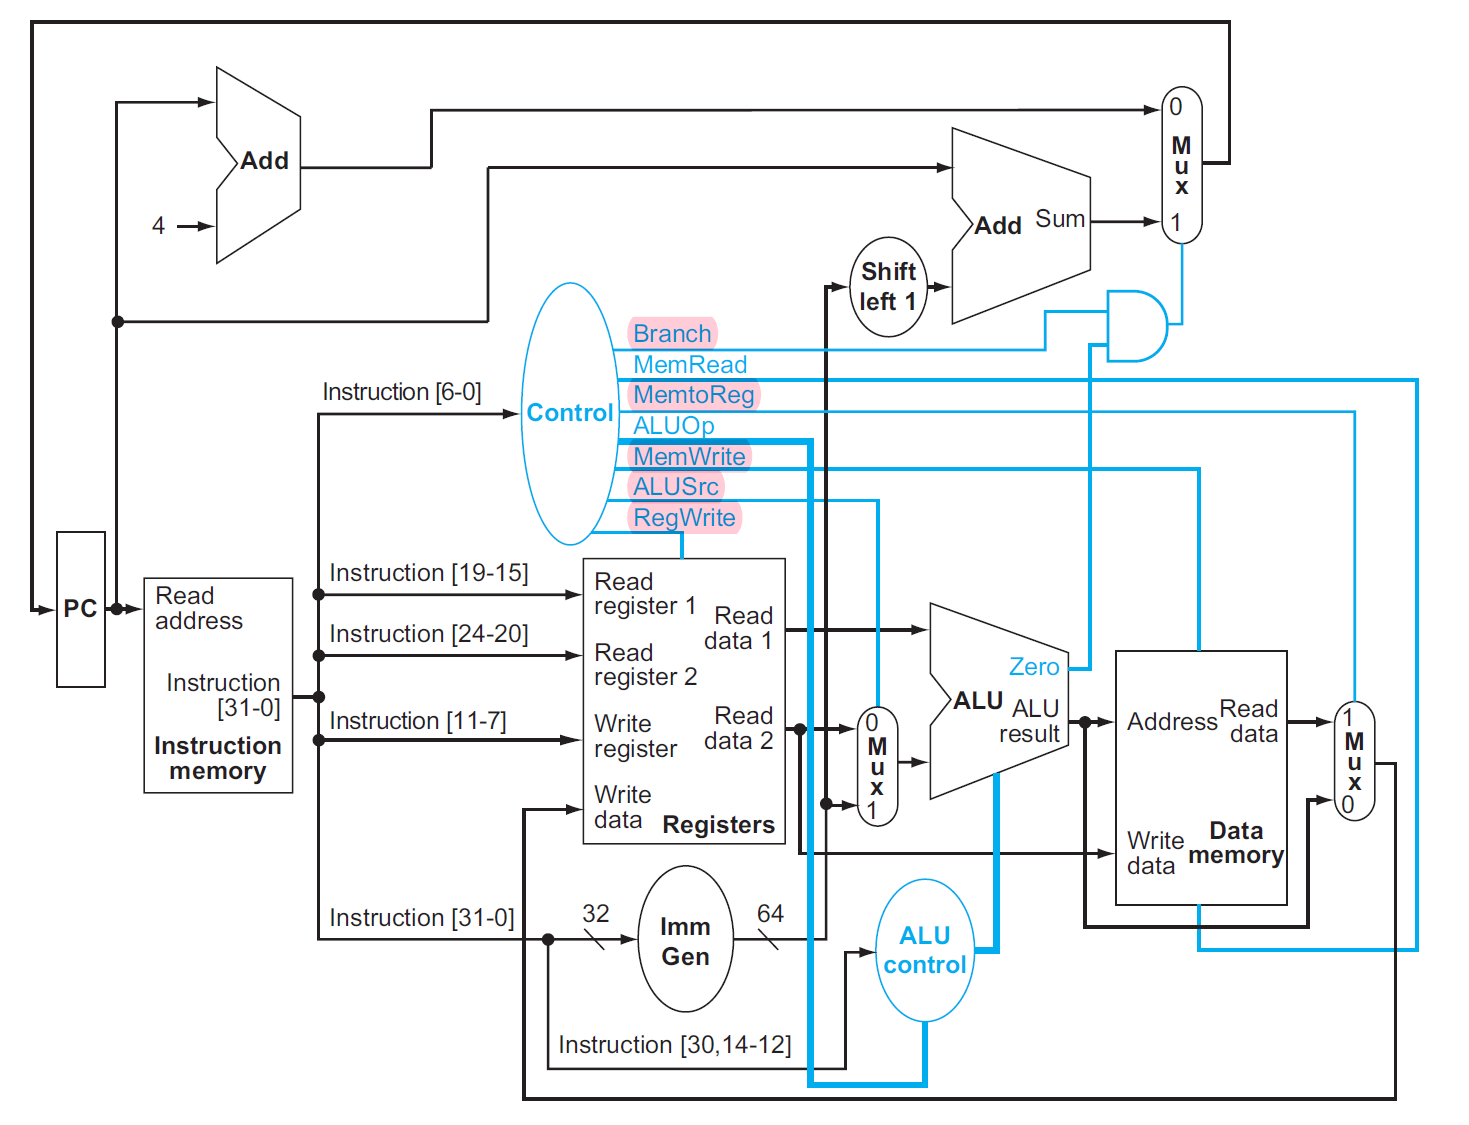 0
M
u
x
1
Add
4
Add Sum
Shift
left 1
Branch
MemRead
MemtoReg
ALUOp
MemWrite
ALUSrc
RegWrite
Instruction [6-0]
Control
PC
Read
address
Instruction
[31-0]
Instruction
memory
Instruction [19-15]
Instruction [24-20]
Instruction [11-7]
Instruction [31-0]
Read
register 1
Read
register 2
Write
register
Write
data
Read
data 1
Read
data 2
Registers
0
M
u
x
1
Zero
ALU
ALU
result
Address
Read
data
Write
data
Data
memory
1
M
u
x
0
32
Imm
Gen
64
ALU
control
Instruction [30,14-12]